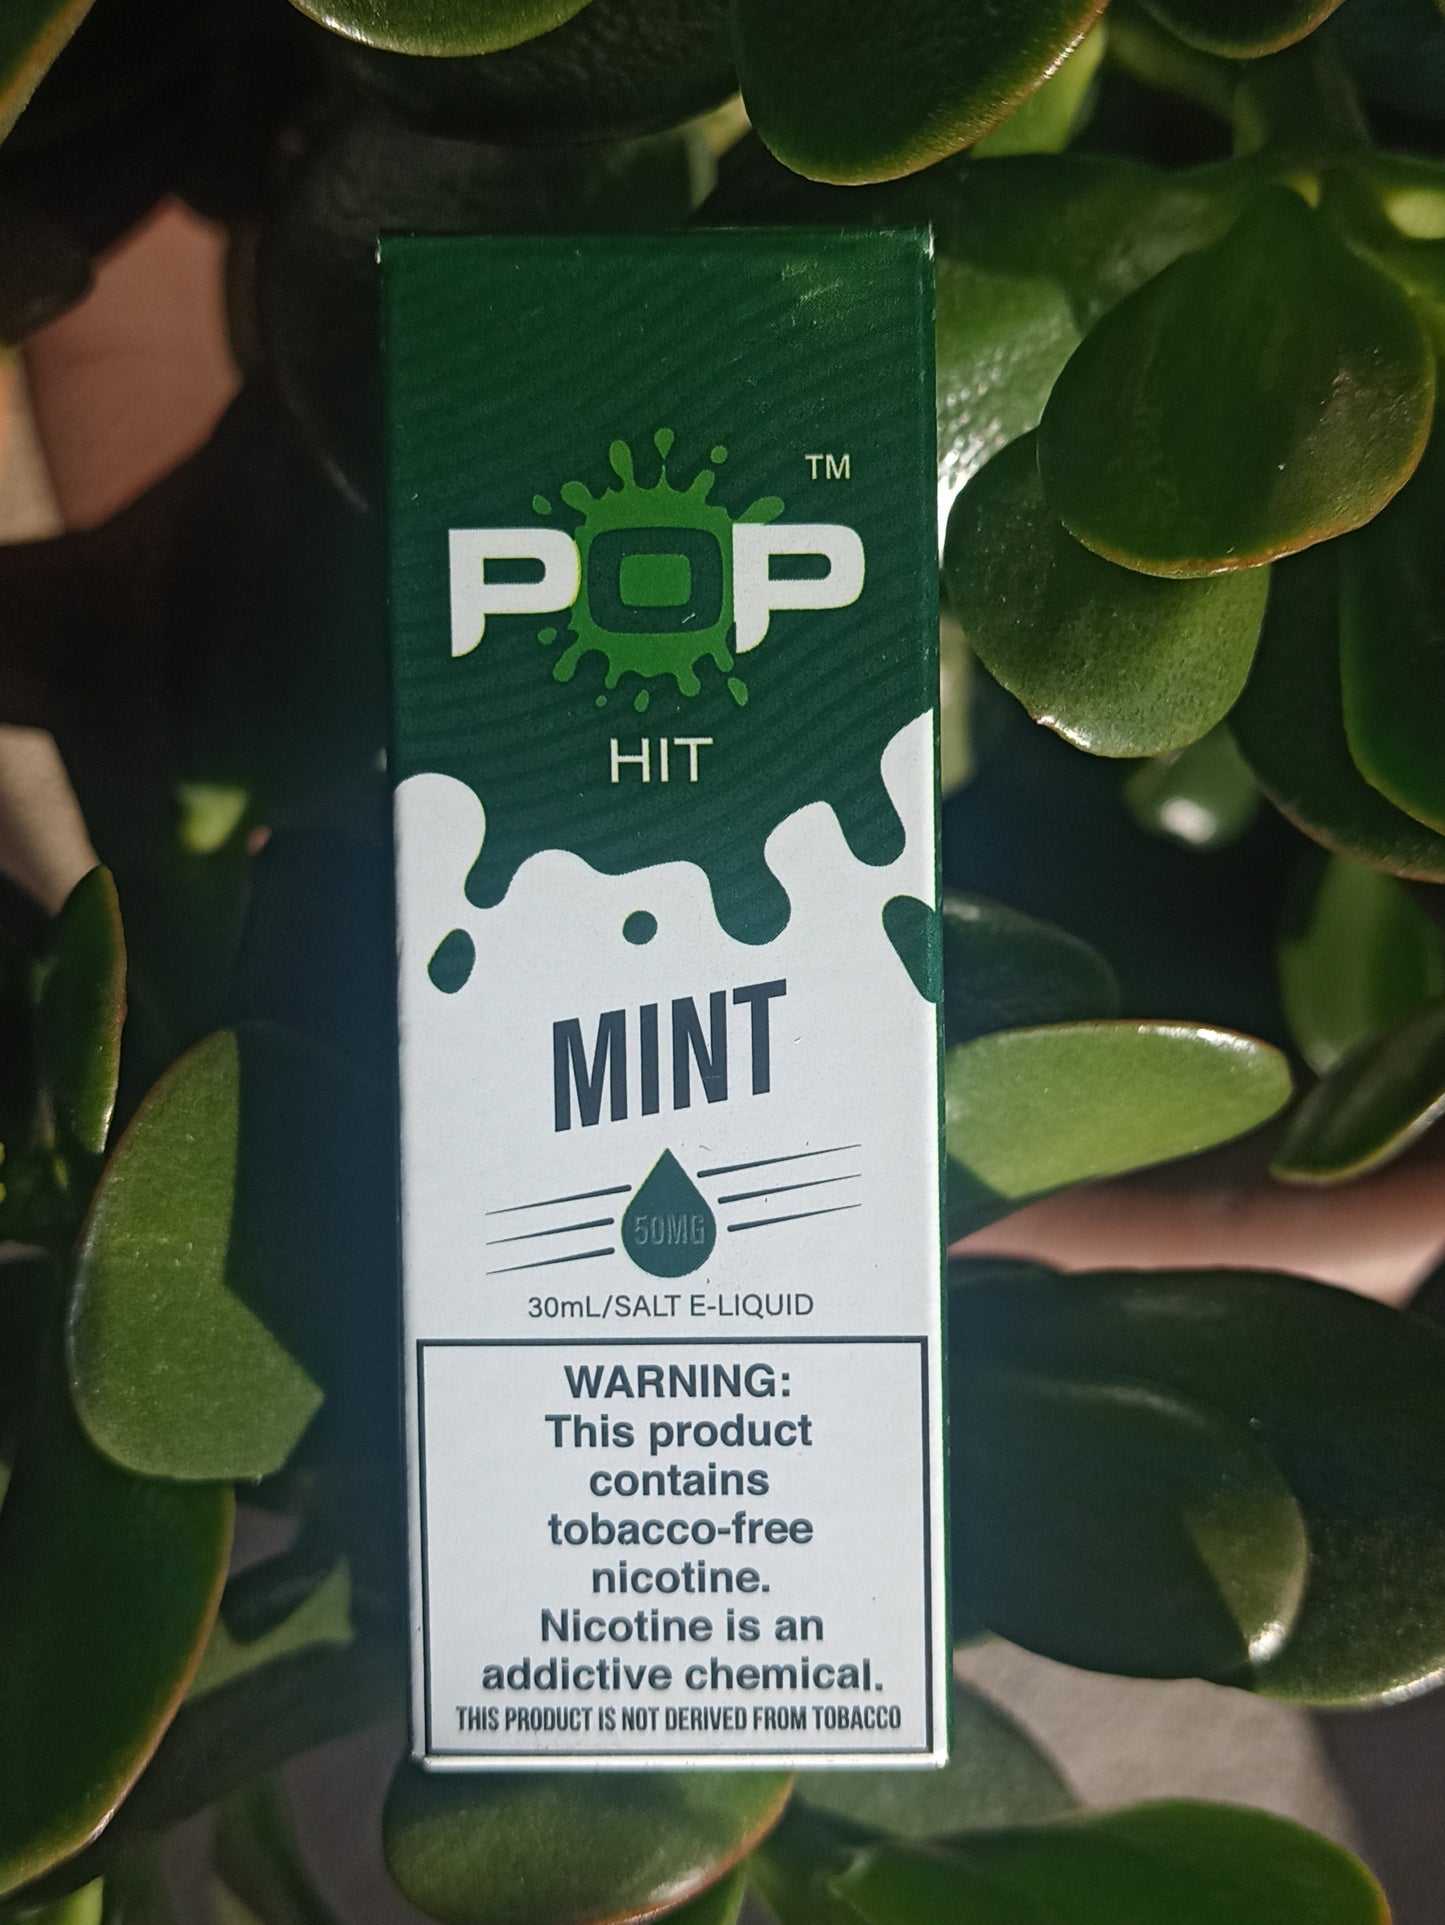 POP™
HIT
MINT
50MG
30mL/SALT E-LIQUID
WARNING:
This product
contains
tobacco-free
nicotine.
Nicotine is an
addictive chemical.
THIS PRODUCT IS NOT DERIVED FROM TOBACCO